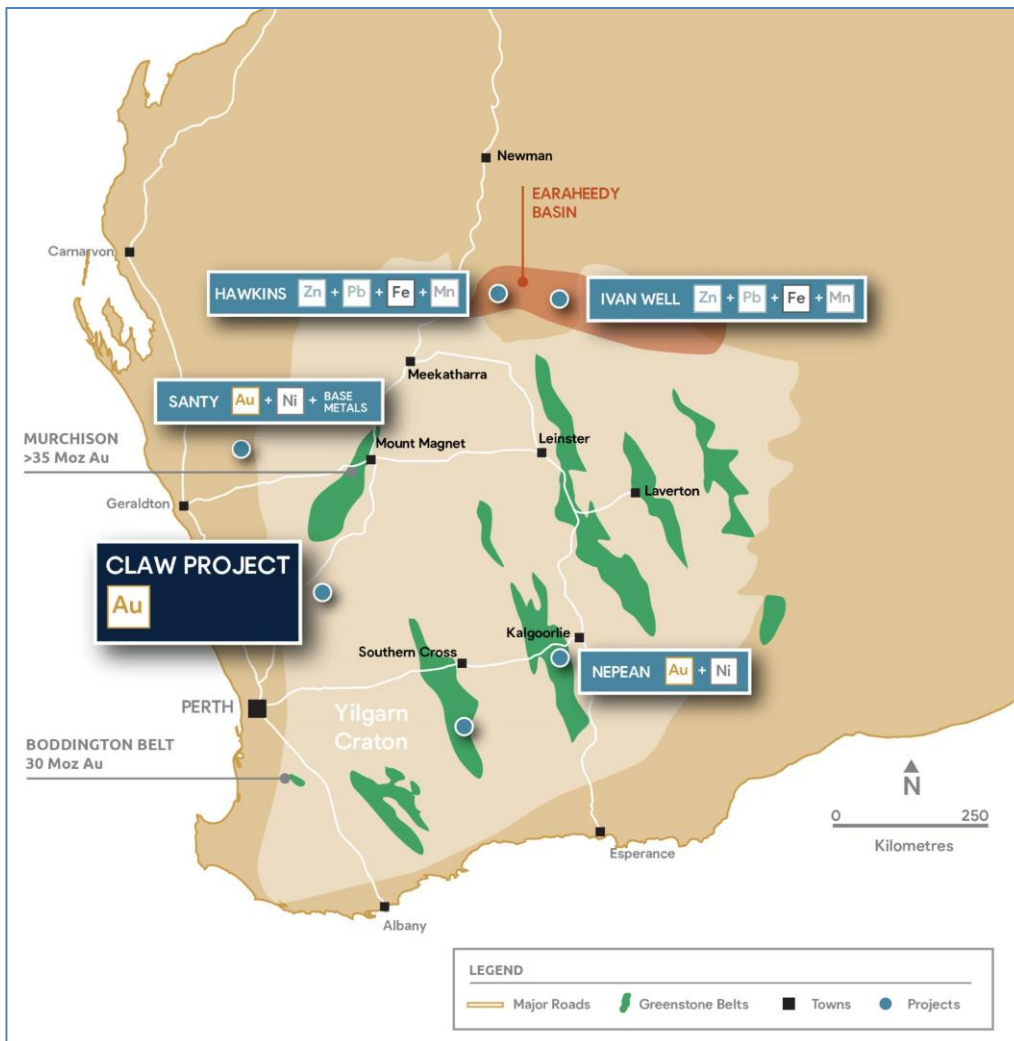 Newman
EARAHEEDY
BASIN
Carnarvon
HAWKINS Zn + Pb + Fe + Mn
IVAN WELL Zn + Pb + Fe + Mn
Meekatharra
SANTY Au + Ni + BASE
METALS
MURCHISON
>35 Moz Au
Mount Magnet
Leinster
Laverton
Geraldton
CLAW PROJECT
Au
Kalgoorlie
Southern Cross
NEPEAN Au + Ni
PERTH
Yilgarn
Craton
BODDINGTON BELT
30 Moz Au
N
0 250
Kilometres
Esperance
Albany
LEGEND
Major Roads Greenstone Belts Towns Projects